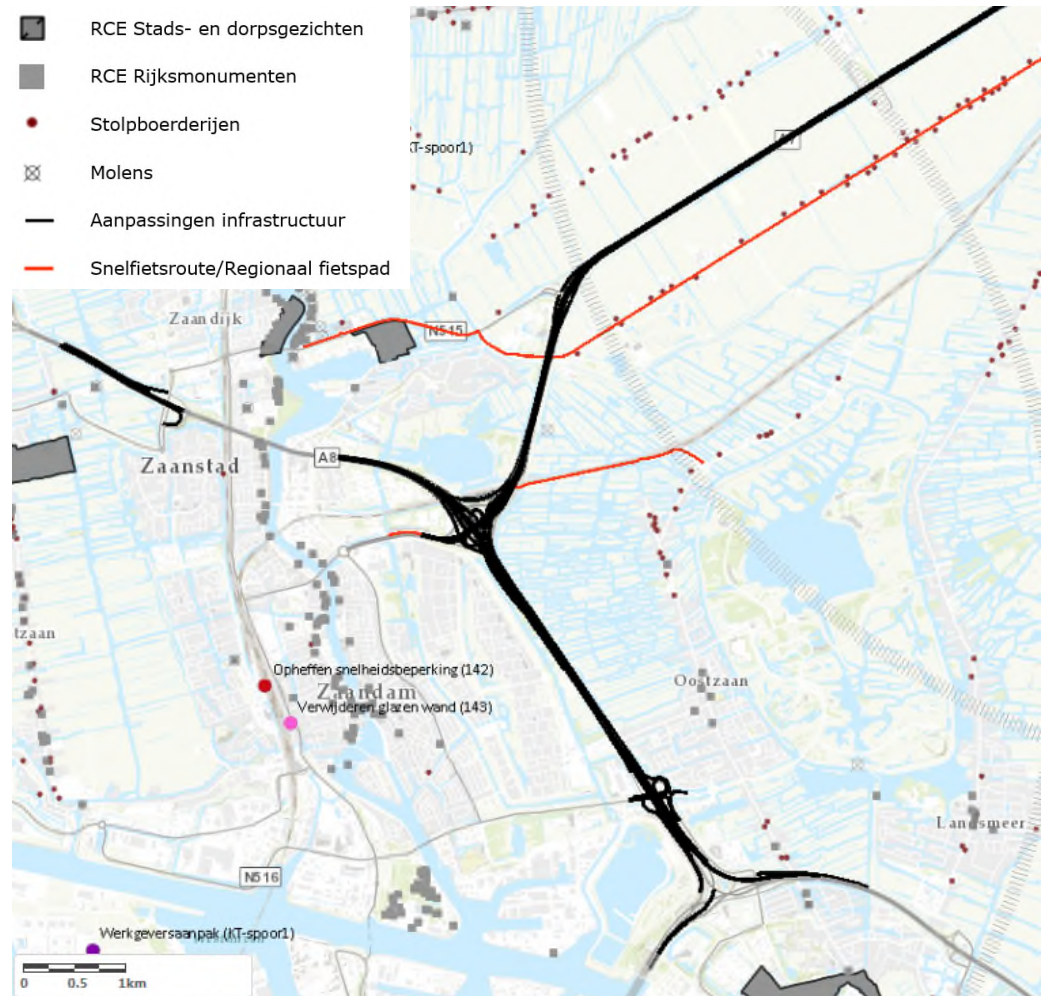 RCE Stads- en dorpsgezichten
RCE Rijksmonumenten
Stolpboerderijen
Molens
Aanpassingen infrastructuur
Snelfietsroute/Regionaal fietspad
KT-spoor1)
A7
Zaandijk
N515
A8
Zaanstad
tzaan
Opheffen snelheidsbeperking (142)
Zaandam
Verwijderen glazen wand (143)
Oostzaan
Landsmeer
N516
Werkgeversaanpak (KT-spoor1)
0 0.5 1km